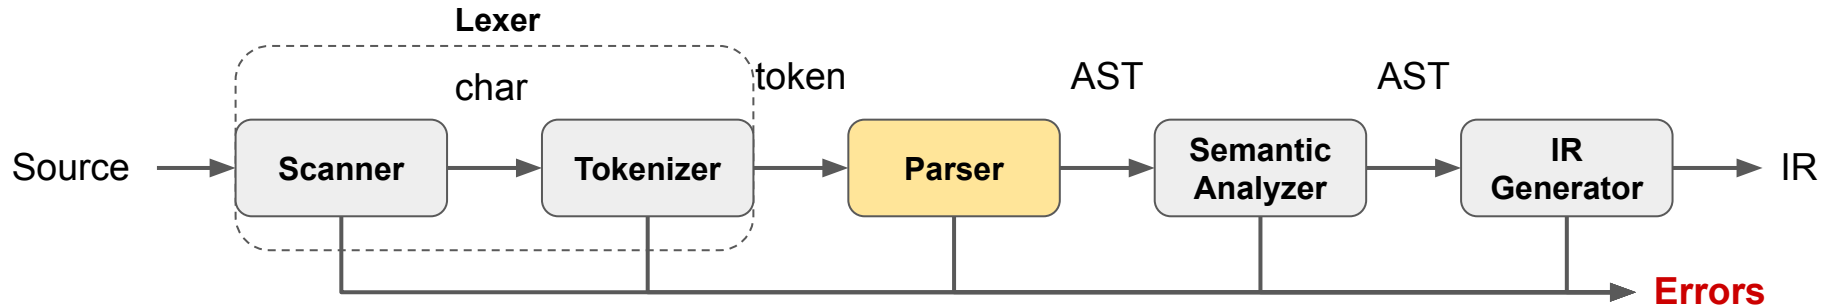 Lexer
char
token
AST
AST
Source
Scanner
Tokenizer
Parser
Semantic
Analyzer
IR
Generator
IR
Errors